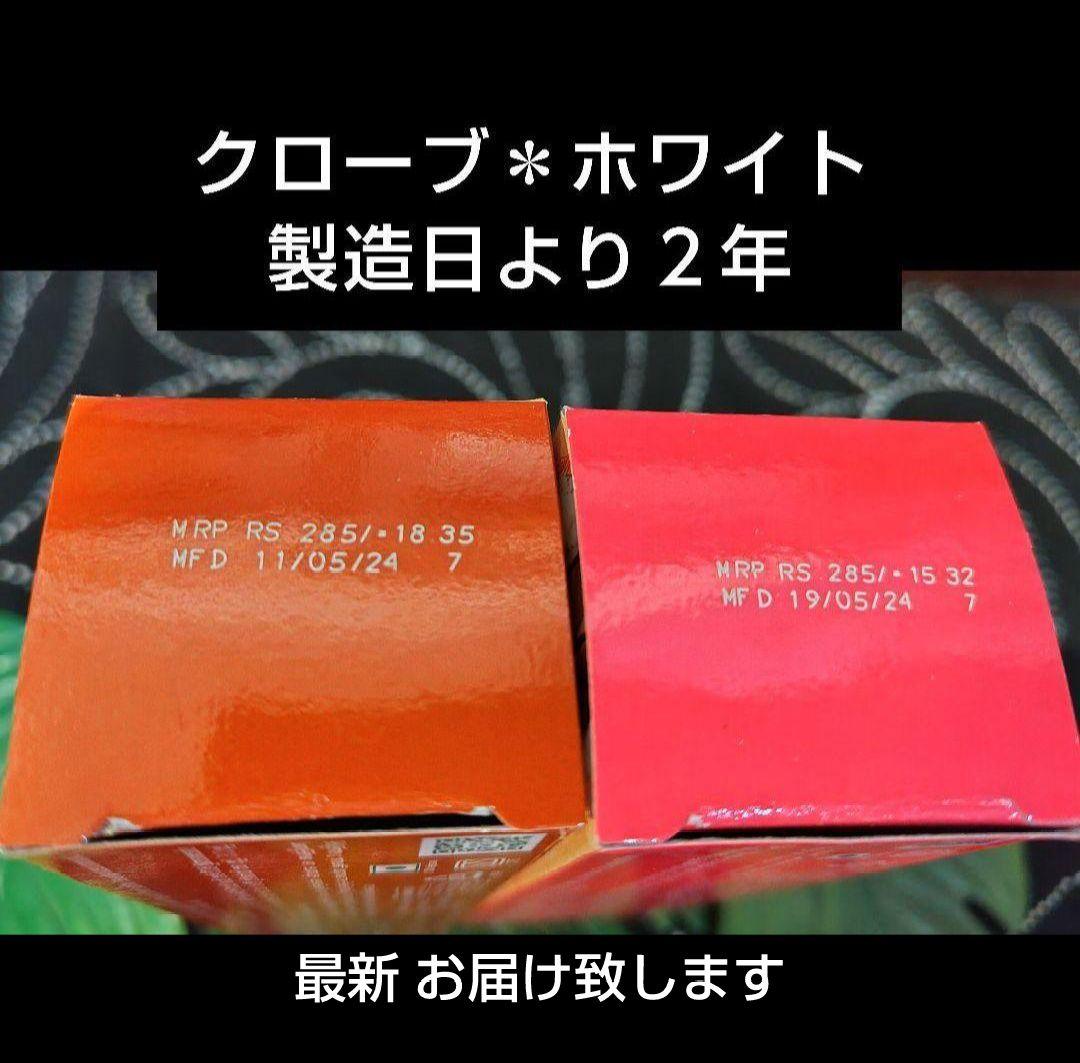 クローブ＊ホワイト
製造日より２年
MRP RS 285/-18 35
MFD 11/05/24 7
MRP RS 285/-15 32
MFD 19/05/24 7
最新 お届け致します